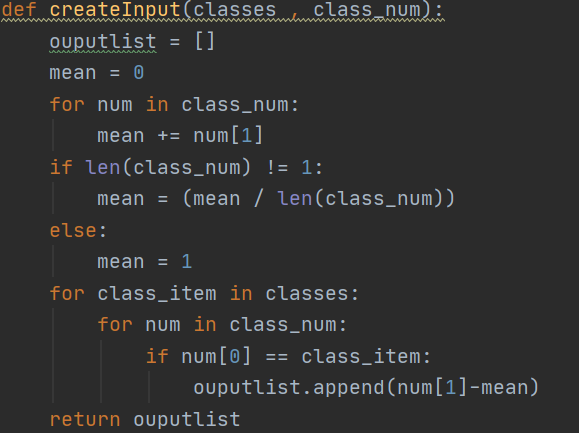 def createInput(classes , class_num):
    ouputlist = []
    mean = 0
    for num in class_num:
        mean += num[1]
    if len(class_num) != 1:
        mean = (mean / len(class_num))
    else:
        mean = 1
    for class_item in classes:
        for num in class_num:
            if num[0] == class_item:
                ouputlist.append(num[1]-mean)
    return ouputlist